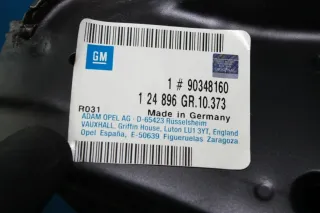 GM
1 # 90348160
1 24 896 GR.10.373
R031
Made in Germany
ADAM OPEL AG · D-65423 Rüsselsheim
VAUXHALL, Griffin House, Luton LU1 3YT, England
Opel España, E-50639 Figueruelas Zaragoza